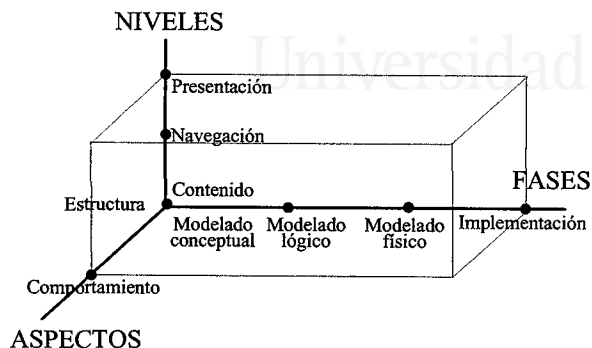 NIVELES
Universidad
Presentación
Navegación
Contenido
FASES
Estructura
Modelado conceptual
Modelado lógico
Modelado físico
Implementación
Comportamiento
ASPECTOS